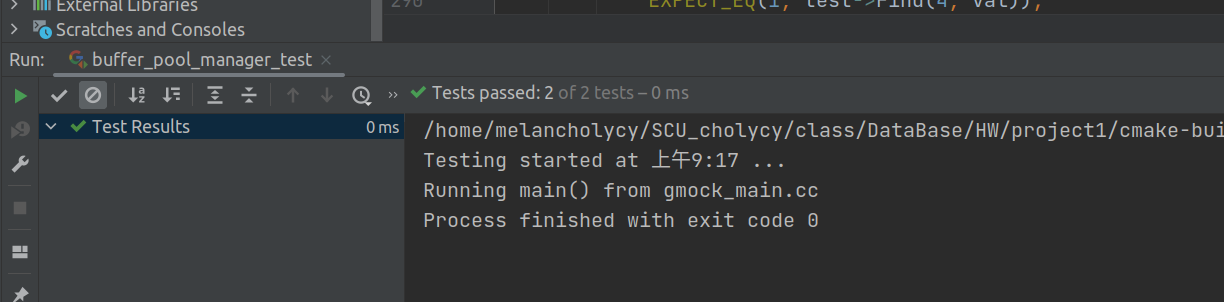 External Libraries
Scratches and Consoles
290
EXPECT_EQ(1, test->Find(4, val));
Run:
buffer_pool_manager_test
Tests passed: 2 of 2 tests – 0 ms
Test Results
0 ms
/home/melancholycy/SCU_cholycy/class/DataBase/HW/project1/cmake-bui
Testing started at 上午9:17 ...
Running main() from gmock_main.cc
Process finished with exit code 0